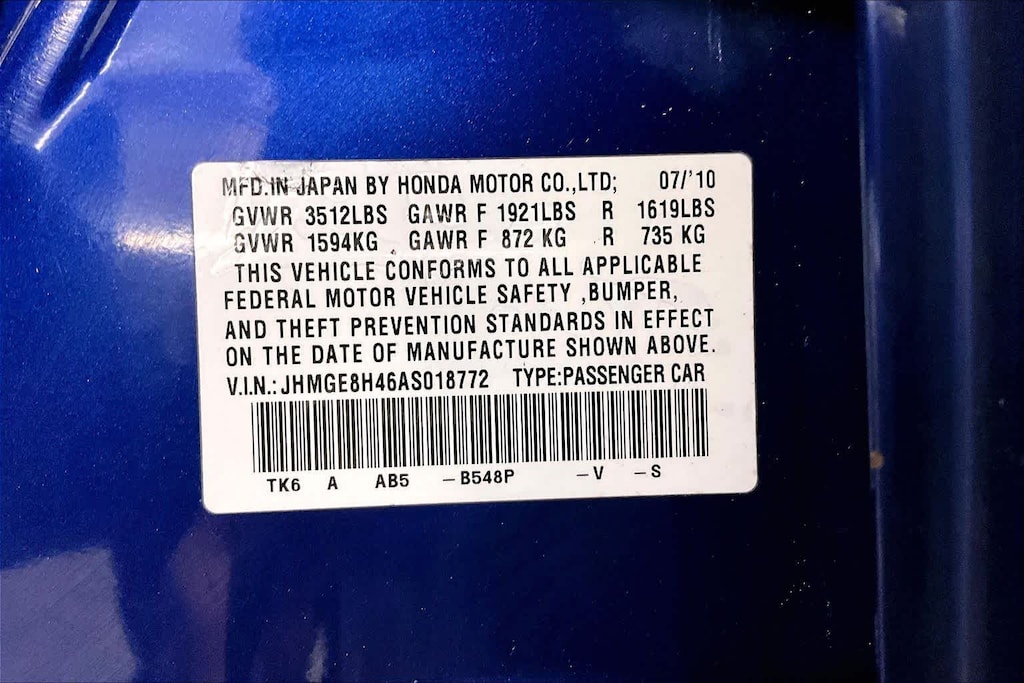 MFD.IN JAPAN BY HONDA MOTOR CO.,LTD; 07/'10
GVWR 3512LBS GAWR F 1921LBS R 1619LBS
GVWR 1594KG GAWR F 872 KG R 735 KG
THIS VEHICLE CONFORMS TO ALL APPLICABLE
FEDERAL MOTOR VEHICLE SAFETY ,BUMPER,
AND THEFT PREVENTION STANDARDS IN EFFECT
ON THE DATE OF MANUFACTURE SHOWN ABOVE.
V.I.N.: JHMGE8H46AS018772 TYPE:PASSENGER CAR
TK6 A AB5 –B548P –V –S